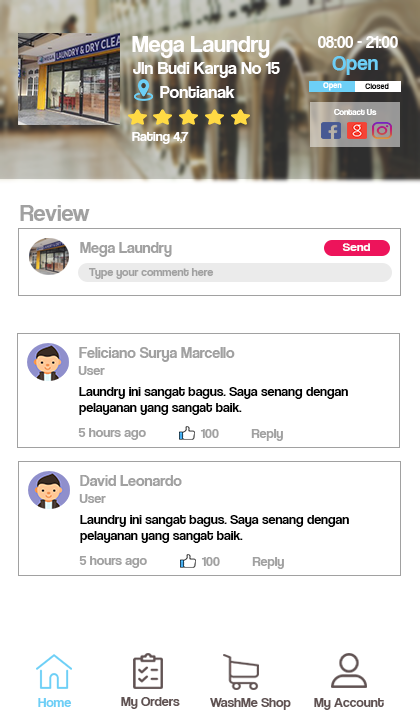 LAUNDRY & DRY CLEA
Mega Laundry
Jln Budi Karya No 15
Pontianak
Rating 4,7
08:00 - 21:00
Open
Open Closed
Contact Us
Review
Mega Laundry
Send
Type your comment here
Feliciano Surya Marcello
User
Laundry ini sangat bagus. Saya senang dengan
pelayanan yang sangat baik.
5 hours ago 100 Reply
David Leonardo
User
Laundry ini sangat bagus. Saya senang dengan
pelayanan yang sangat baik.
5 hours ago 100 Reply
Home My Orders WashMe Shop My Account